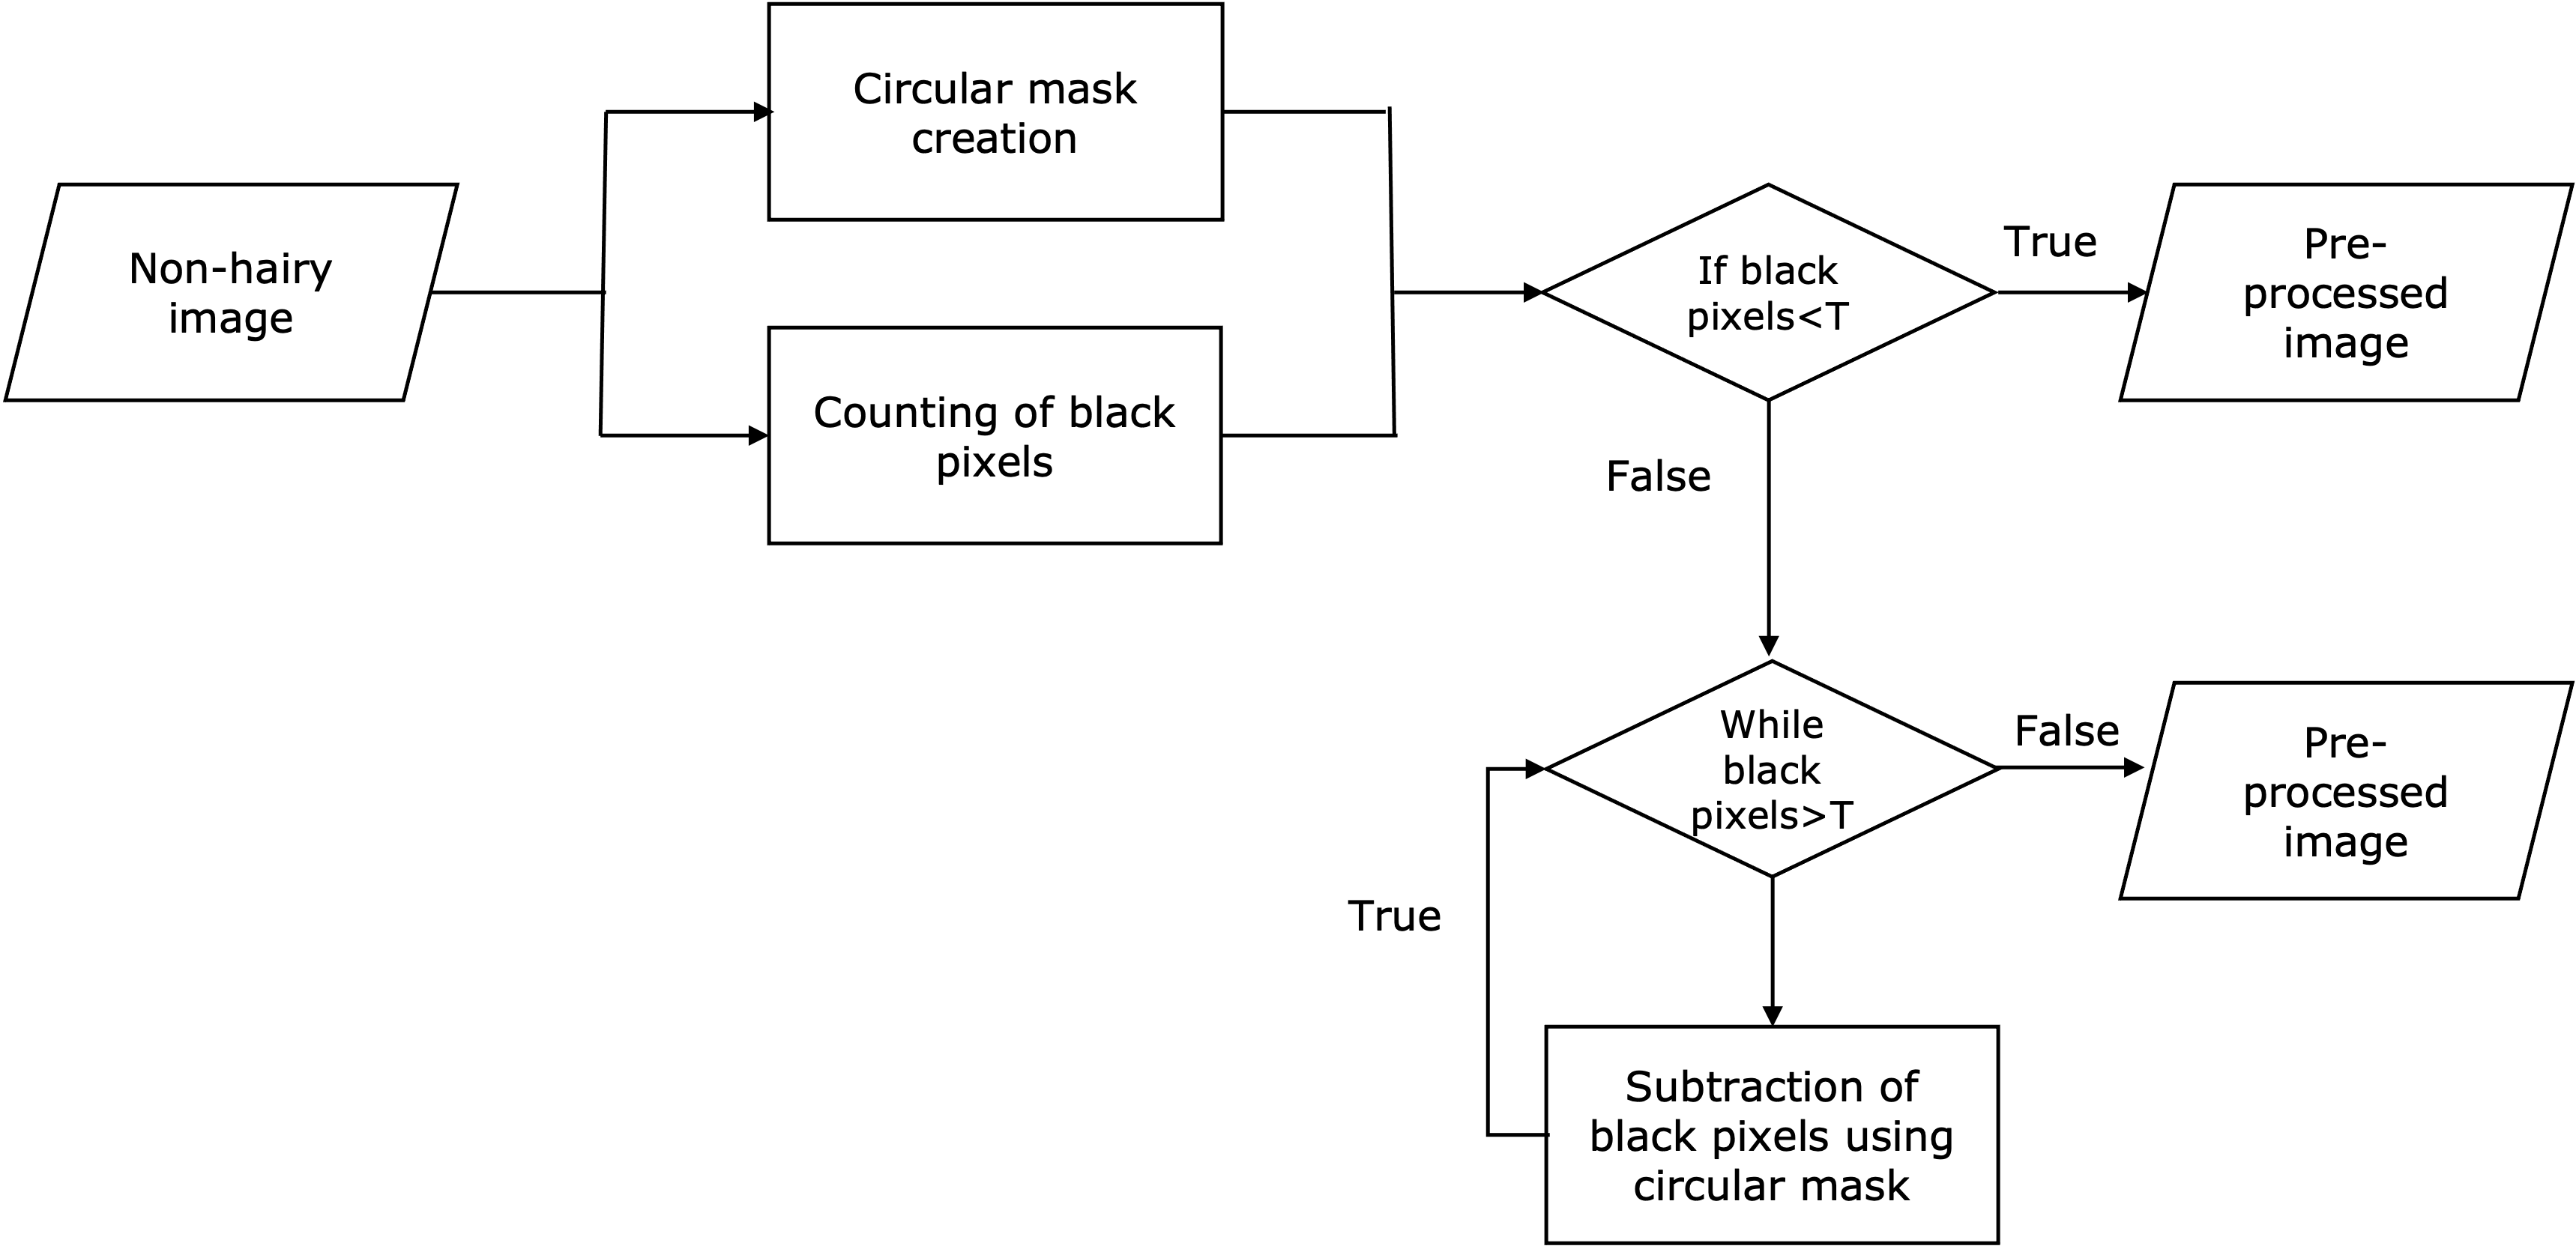 Non-hairy
image
Circular mask
creation
Counting of black
pixels
If black
pixels<T
True
Pre-
processed
image
False
While
black
pixels>T
False
Pre-
processed
image
True
Subtraction of
black pixels using
circular mask